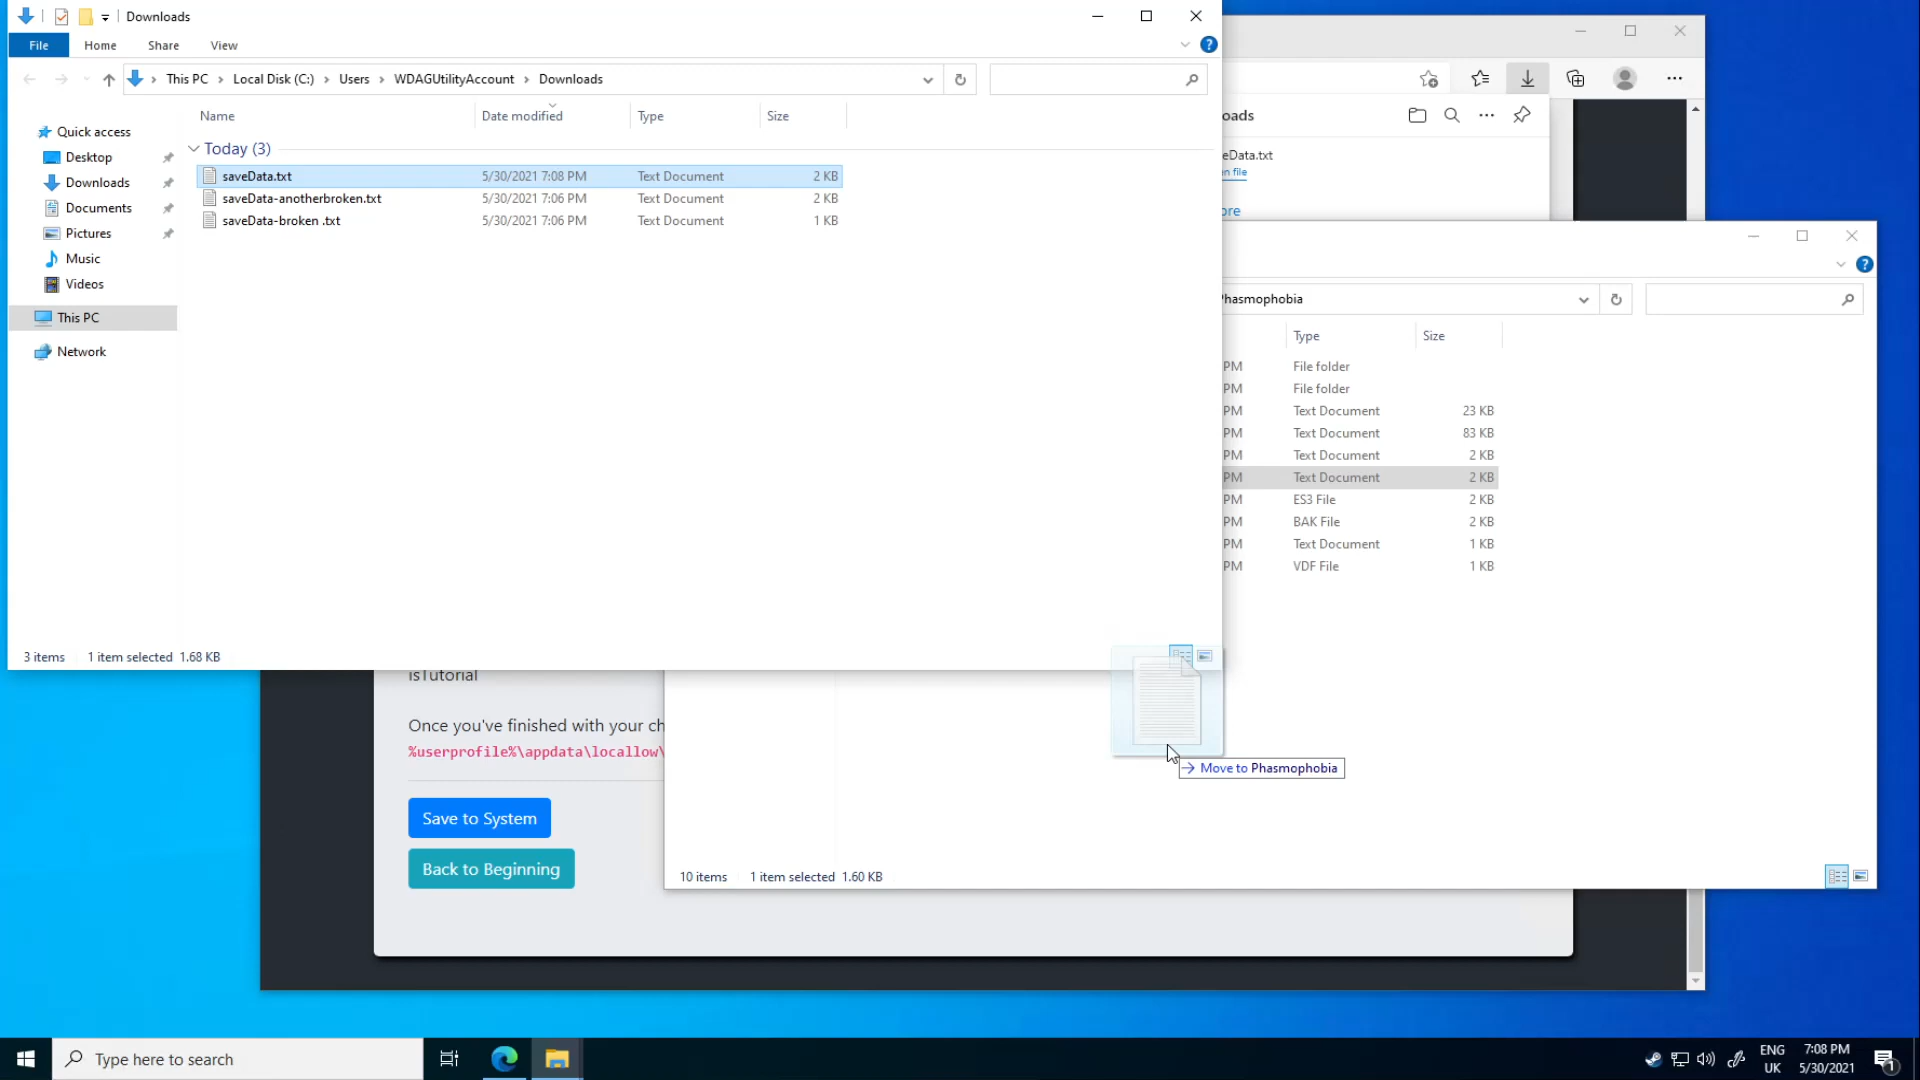 Downloads
File
Home
Share
View
This PC
Local Disk (C:)
Users
WDAGUtilityAccount
Downloads
Name
Date modified
Type
Size
Today (3)
saveData.txt
5/30/2021 7:08 PM
Text Document
2 KB
saveData-anotherbroken.txt
5/30/2021 7:06 PM
Text Document
2 KB
saveData-broken .txt
5/30/2021 7:06 PM
Text Document
1 KB
Quick access
Desktop
Downloads
Documents
Pictures
Music
Videos
This PC
Network
3 items
1 item selected 1.68 KB
oads
eData.txt
n file
ore
Phasmophobia
Type
Size
PM
File folder
PM
File folder
PM
Text Document
23 KB
PM
Text Document
83 KB
PM
Text Document
2 KB
PM
Text Document
2 KB
PM
ES3 File
2 KB
PM
BAK File
2 KB
PM
Text Document
1 KB
PM
VDF File
1 KB
Move to Phasmophobia
10 items
1 item selected 1.60 KB
isTutorial
Once you've finished with your ch
%userprofile%\appdata\locallow\
Save to System
Back to Beginning
Type here to search
ENG
UK
7:08 PM
5/30/2021
1